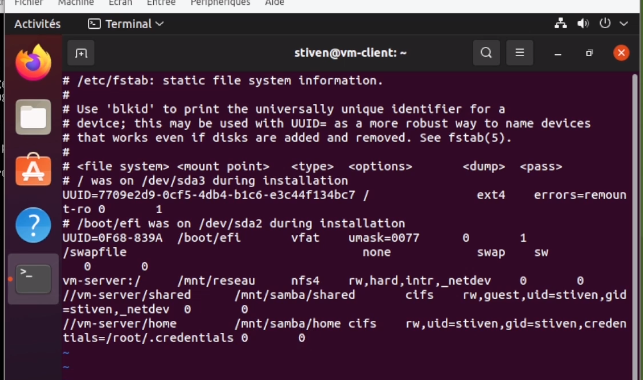 Fichier Machine Écran Entrée Périphériques Aide
Activités Terminal
stiven@vm-client: ~
# /etc/fstab: static file system information.
#
# Use 'blkid' to print the universally unique identifier for a
# device; this may be used with UUID= as a more robust way to name devices
# that works even if disks are added and removed. See fstab(5).
#
# <file system> <mount point>   <type>  <options>       <dump>  <pass>
# / was on /dev/sda3 during installation
UUID=7709e2d9-0cf5-4db4-b1c6-e3c44f134bc7 /               ext4    errors=remoun
t-ro 0       1
# /boot/efi was on /dev/sda2 during installation
UUID=0F68-839A  /boot/efi       vfat    umask=0077      0       1
/swapfile                                 none            swap    sw
   0       0
vm-server:/     /mnt/reseau     nfs4    rw,hard,intr,_netdev    0       0
//vm-server/shared      /mnt/samba/shared       cifs    rw,guest,uid=stiven,gid
=stiven,_netdev  0       0
//vm-server/home        /mnt/samba/home cifs    rw,uid=stiven,gid=stiven,creden
tials=/root/.credentials 0       0
~
~